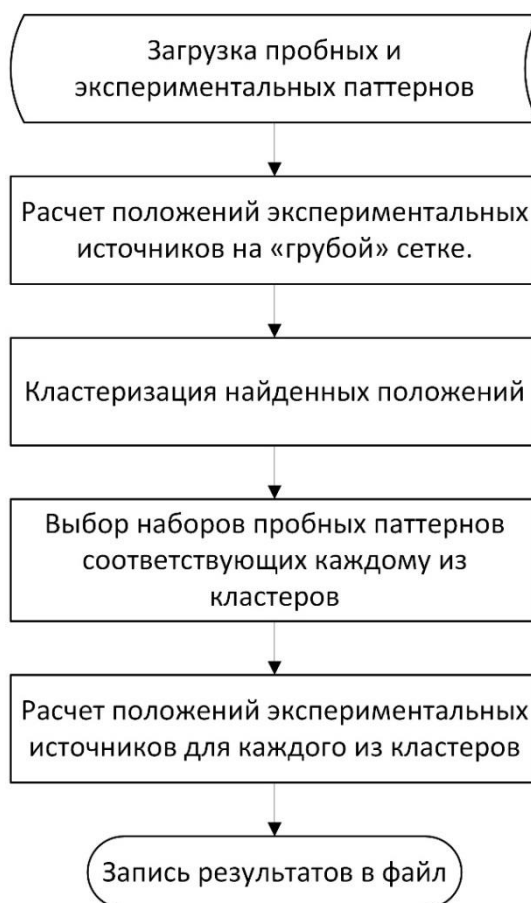 Загрузка пробных и
экспериментальных паттернов
Расчет положений экспериментальных
источников на «грубой» сетке.
Кластеризация найденных положений
Выбор наборов пробных паттернов
соответствующих каждому из
кластеров
Расчет положений экспериментальных
источников для каждого из кластеров
Запись результатов в файл